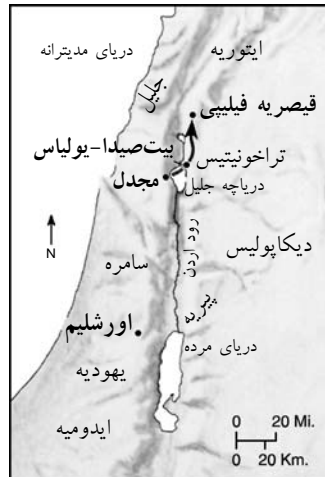 ایتوریه
دریای مدیترانه
جلیل
قیصریه فیلیپی
بیت‌صیدا-یولیاس
تراخونیتیس
مجدل
دریاچه جلیل
N
رود اردن
دیکاپولیس
سامره
پیریه
اورشلیم
دریای مرده
یهودیه
ایدومیه
0 20 Mi.
0 20 Km.